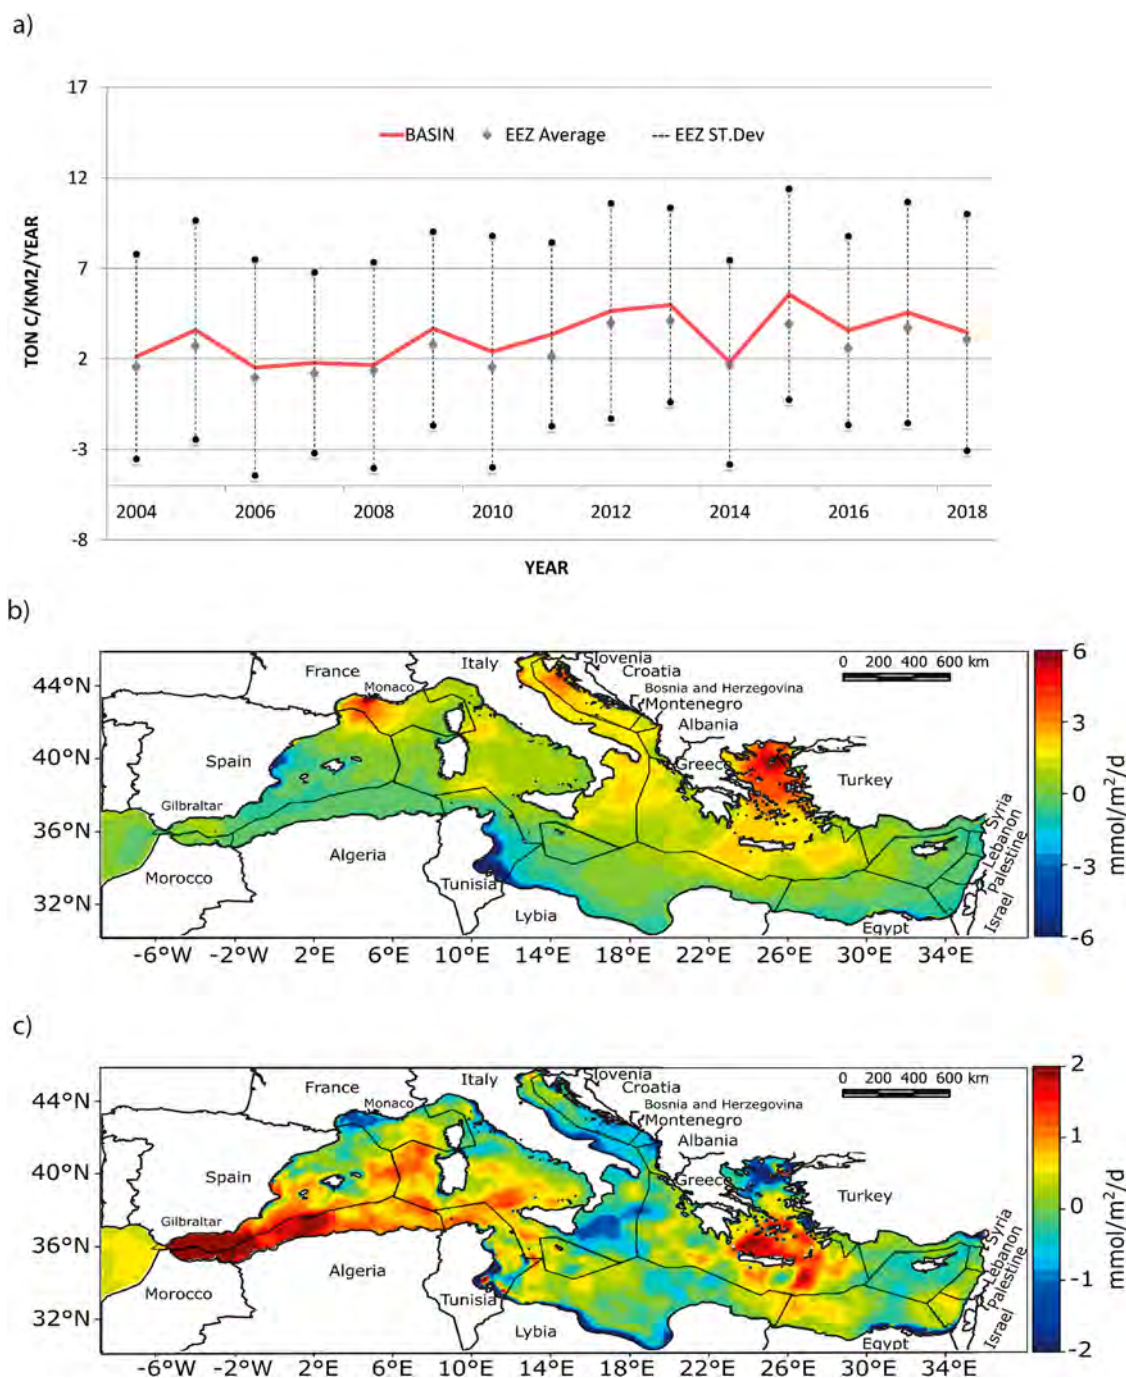 a)
17
BASIN EEZ Average EEZ ST.Dev
12
7
2
-3
-8
TON C/KM2/YEAR
2004 2006 2008 2010 2012 2014 2016 2018
YEAR
b)
44°N
40°N
36°N
32°N
France
Monaco
Italy
Slovenia
Croatia
Bosnia and Herzegovina
Montenegro
Albania
Greece
Turkey
Spain
Gilbraltar
Morocco
Algeria
Tunisia
Lybia
Egypt
Israel
Palestine
Lebanon
Syria
0 200 400 600 km
-6°W -2°W 2°E 6°E 10°E 14°E 18°E 22°E 26°E 30°E 34°E
6
3
0
-3
-6
mmol/m²/d
c)
44°N
40°N
36°N
32°N
France
Monaco
Italy
Slovenia
Croatia
Bosnia and Herzegovina
Montenegro
Albania
Greece
Turkey
Spain
Gilbraltar
Morocco
Algeria
Tunisia
Lybia
Egypt
Israel
Palestine
Lebanon
Syria
0 200 400 600 km
-6°W -2°W 2°E 6°E 10°E 14°E 18°E 22°E 26°E 30°E 34°E
2
1
0
-1
-2
mmol/m²/d